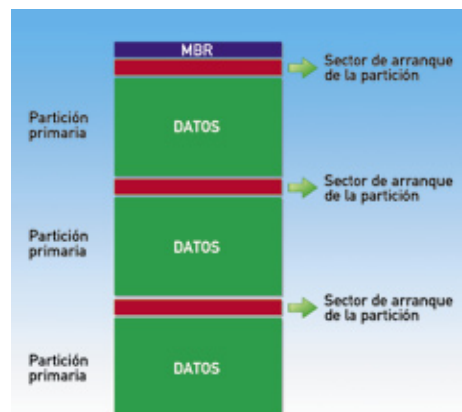 MBR
Sector de arranque
de la partición
Partición
primaria
DATOS
Sector de arranque
de la partición
Partición
primaria
DATOS
Sector de arranque
de la partición
Partición
primaria
DATOS